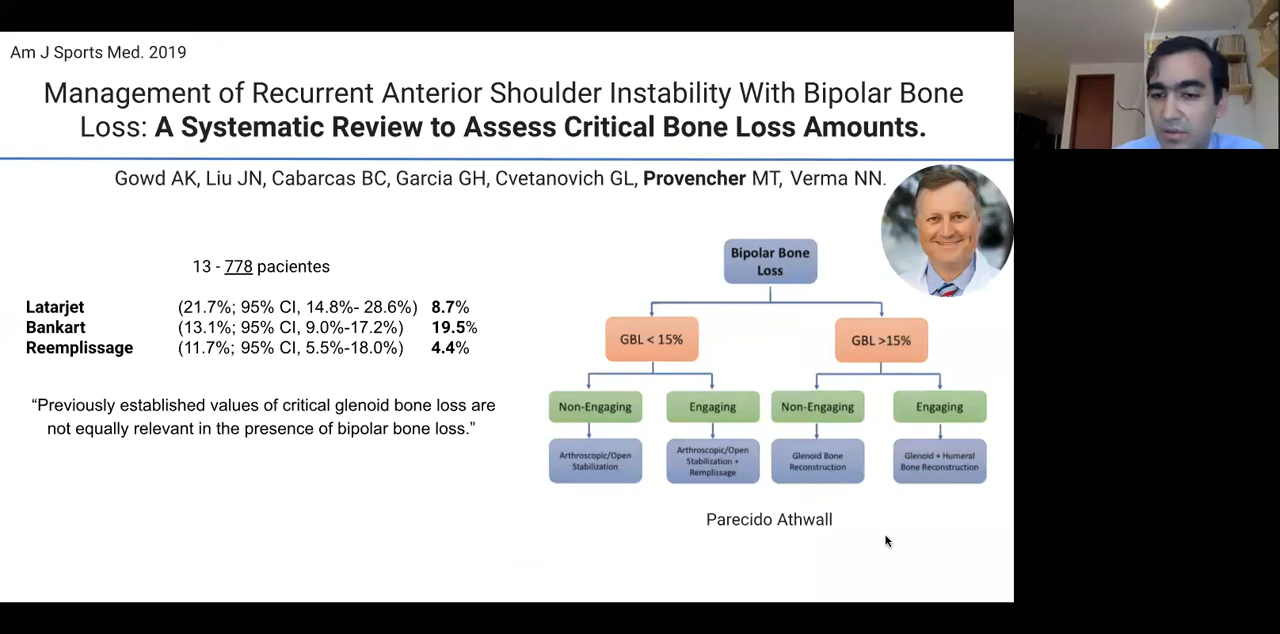 Am J Sports Med. 2019
Management of Recurrent Anterior Shoulder Instability With Bipolar Bone
Loss: A Systematic Review to Assess Critical Bone Loss Amounts.
Gowd AK, Liu JN, Cabarcas BC, Garcia GH, Cvetanovich GL, Provencher MT, Verma NN.
13 - 778 pacientes
Latarjet (21.7%; 95% CI, 14.8%- 28.6%) 8.7%
Bankart (13.1%; 95% CI, 9.0%-17.2%) 19.5%
Reemplissage (11.7%; 95% CI, 5.5%-18.0%) 4.4%
“Previously established values of critical glenoid bone loss are
not equally relevant in the presence of bipolar bone loss.”
Bipolar Bone
Loss
GBL < 15%
GBL >15%
Non-Engaging
Engaging
Non-Engaging
Engaging
Arthroscopic/Open
Stabilization
Arthroscopic/Open
Stabilization +
Remplissage
Glenoid Bone
Reconstruction
Glenoid + Humeral
Bone Reconstruction
Parecido Athwall